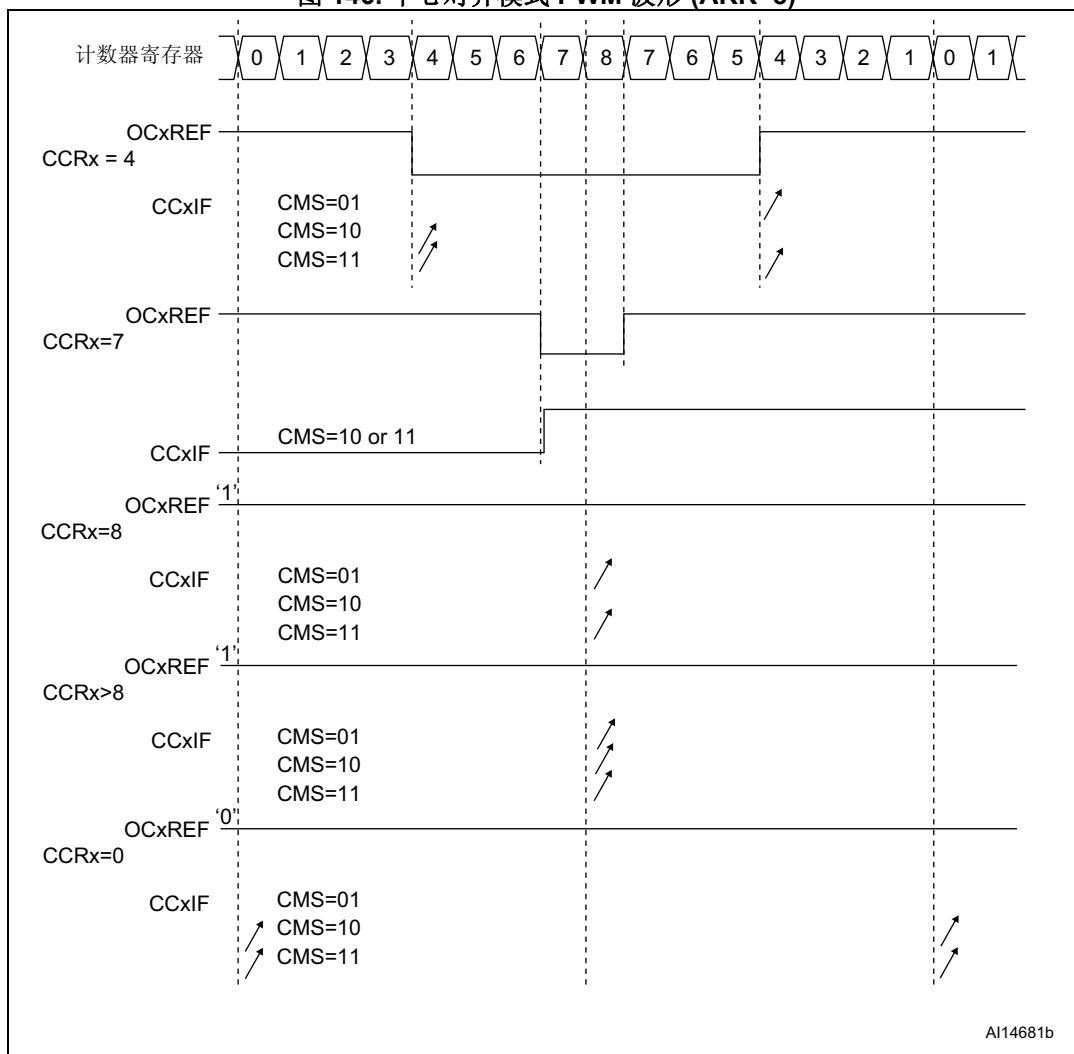 计数器寄存器 0 1 2 3 4 5 6 7 8 7 6 5 4 3 2 1 0 1
OCxREF
CCRx = 4
CCxIF
CMS=01
CMS=10
CMS=11
OCxREF
CCRx=7
CMS=10 or 11
CCxIF
'1'
OCxREF
CCRx=8
CCxIF
CMS=01
CMS=10
CMS=11
'1'
OCxREF
CCRx>8
CCxIF
CMS=01
CMS=10
CMS=11
'0'
OCxREF
CCRx=0
CCxIF
CMS=01
CMS=10
CMS=11
AI14681b